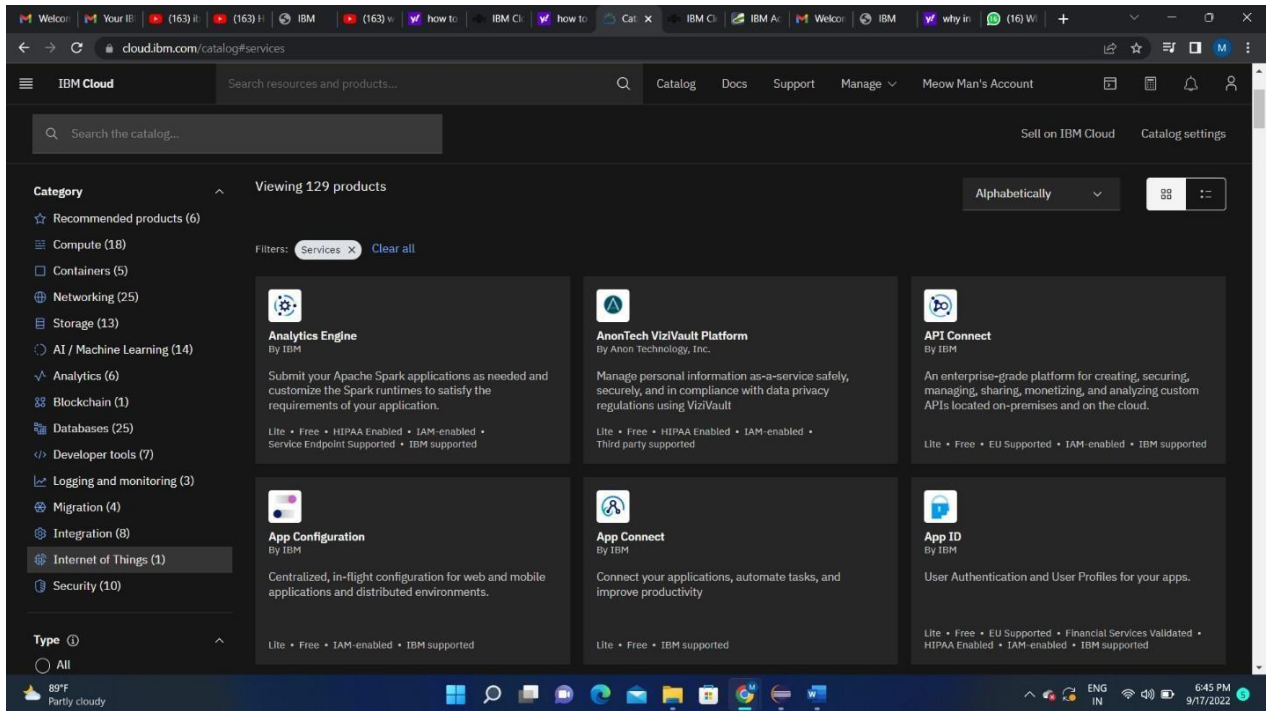 Welcon
Your IB
(163) ib
(163) H
IBM
(163) w
how to
IBM Clo
how to
Cat
IBM Cl
IBM Ac
Welcor
IBM
why in
(16) W
cloud.ibm.com/catalog#services
M
IBM Cloud
Search resources and products...
Catalog
Docs
Support
Manage
Meow Man's Account
Search the catalog...
Sell on IBM Cloud
Catalog settings
Category
Recommended products (6)
Compute (18)
Containers (5)
Networking (25)
Storage (13)
AI / Machine Learning (14)
Analytics (6)
Blockchain (1)
Databases (25)
Developer tools (7)
Logging and monitoring (3)
Migration (4)
Integration (8)
Internet of Things (1)
Security (10)
Type
All
Viewing 129 products
Alphabetically
Filters: Services × Clear all
Analytics Engine
By IBM
Submit your Apache Spark applications as needed and
customize the Spark runtimes to satisfy the
requirements of your application.
Lite • Free • HIPAA Enabled • IAM-enabled •
Service Endpoint Supported • IBM supported
AnonTech ViziVault Platform
By Anon Technology, Inc.
Manage personal information as-a-service safely,
securely, and in compliance with data privacy
regulations using ViziVault
Lite • Free • HIPAA Enabled • IAM-enabled •
Third party supported
API Connect
By IBM
An enterprise-grade platform for creating, securing,
managing, sharing, monetizing, and analyzing custom
APIs located on-premises and on the cloud.
Lite • Free • EU Supported • IAM-enabled • IBM supported
App Configuration
By IBM
Centralized, in-flight configuration for web and mobile
applications and distributed environments.
Lite • Free • IAM-enabled • IBM supported
App Connect
By IBM
Connect your applications, automate tasks, and
improve productivity
Lite • Free • IBM supported
App ID
By IBM
User Authentication and User Profiles for your apps.
Lite • Free • EU Supported • Financial Services Validated •
HIPAA Enabled • IAM-enabled • IBM supported
89°F
Partly cloudy
ENG
IN
6:45 PM
9/17/2022
5